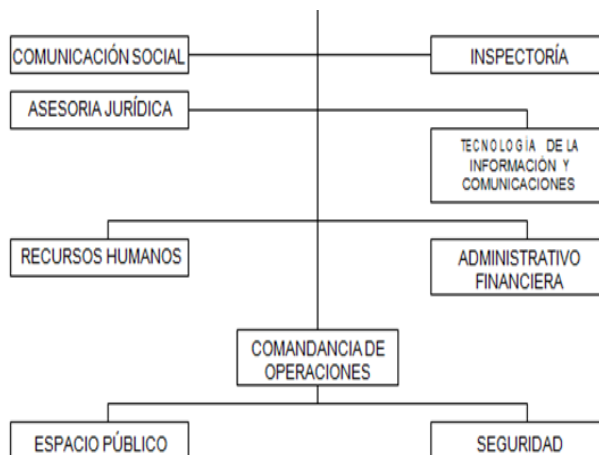 COMUNICACIÓN SOCIAL
INSPECTORÍA
ASESORIA JURÍDICA
TECNOLOGÍA DE LA
INFORMACIÓN Y
COMUNICACIONES
RECURSOS HUMANOS
ADMINISTRATIVO
FINANCIERA
COMANDANCIA DE
OPERACIONES
ESPACIO PÚBLICO
SEGURIDAD